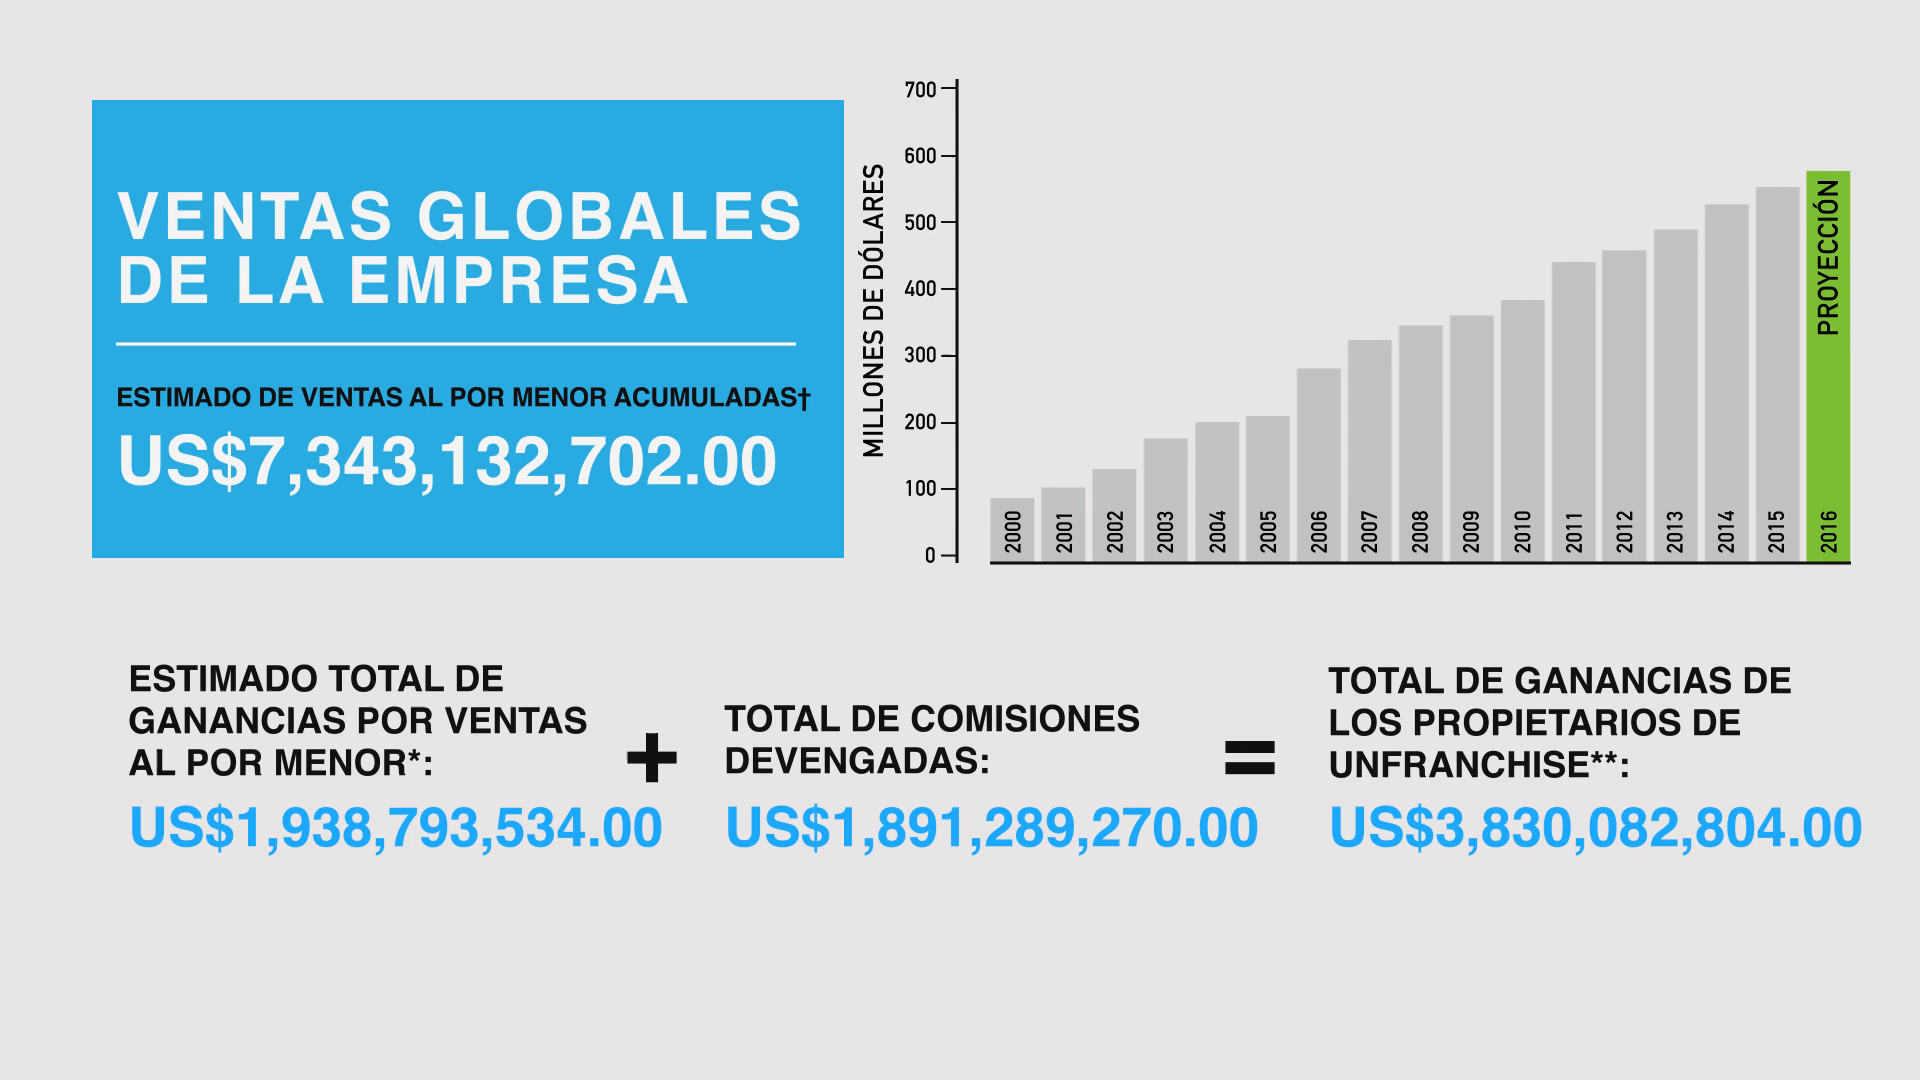 VENTAS GLOBALES
DE LA EMPRESA
ESTIMADO DE VENTAS AL POR MENOR ACUMULADAS†
US$7,343,132,702.00
MILLONES DE DÓLARES
700
600
500
400
300
200
100
0
2000
2001
2002
2003
2004
2005
2006
2007
2008
2009
2010
2011
2012
2013
2014
2015
2016
PROYECCIÓN
ESTIMADO TOTAL DE
GANANCIAS POR VENTAS
AL POR MENOR*:
US$1,938,793,534.00
+
TOTAL DE COMISIONES
DEVENGADAS:
US$1,891,289,270.00
=
TOTAL DE GANANCIAS DE
LOS PROPIETARIOS DE
UNFRANCHISE**:
US$3,830,082,804.00